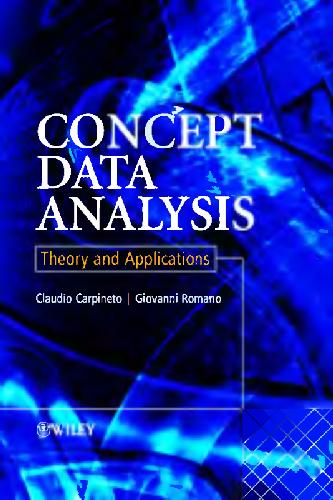 CONCEPT
DATA
ANALYSIS
Theory and Applications
Claudio Carpineto | Giovanni Romano
WILEY